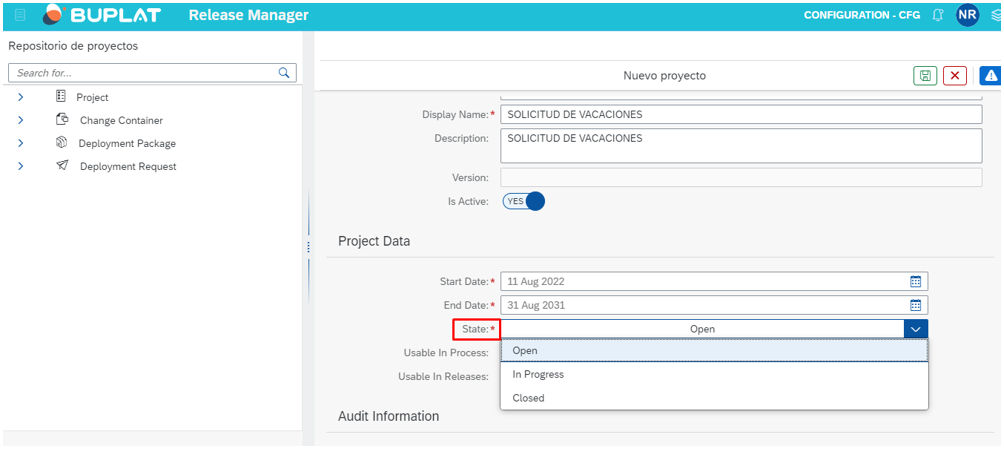 BUPLAT Release Manager CONFIGURATION - CFG NR
Repositorio de proyectos
Search for...
Project
Change Container
Deployment Package
Deployment Request
Nuevo proyecto
Display Name:* SOLICITUD DE VACACIONES
Description: SOLICITUD DE VACACIONES
Version:
Is Active: YES
Project Data
Start Date:* 11 Aug 2022
End Date:* 31 Aug 2031
State:* Open
Usable In Process: Open
In Progress
Usable In Releases:
Closed
Audit Information